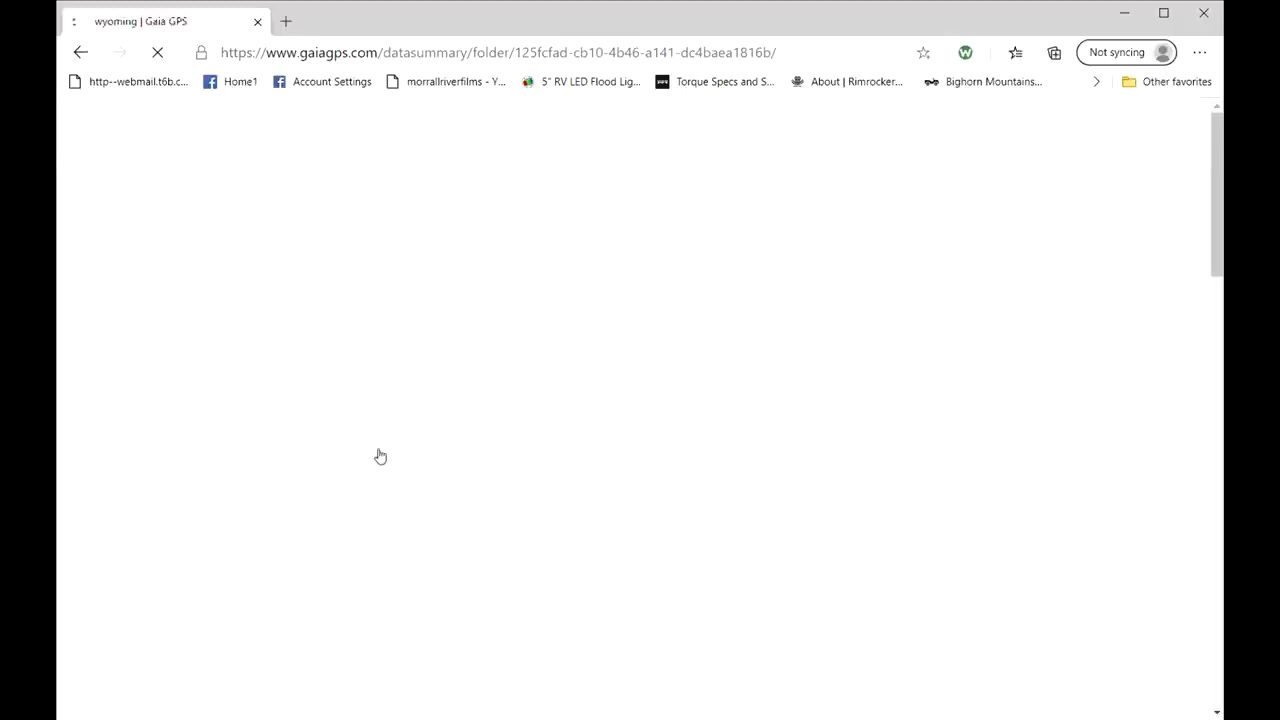 wyoming | Gaia GPS
https://www.gaiagps.com/datasummary/folder/125fcfad-cb10-4b46-a141-dc4baea1816b/
Not syncing
http--webmail.t6b.c... Home1 Account Settings morrallriverfilms - Y... 5" RV LED Flood Lig... Torque Specs and S... About | Rimrocker... Bighorn Mountains... Other favorites